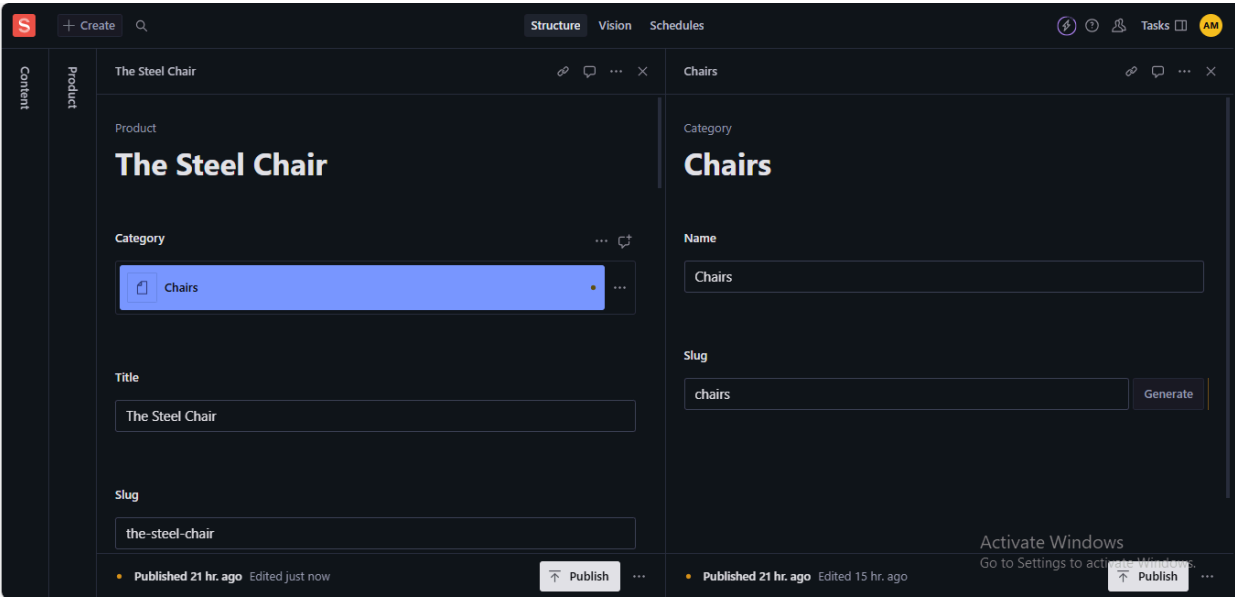 S
Create
Structure
Vision
Schedules
Tasks
AM
Content
Product
The Steel Chair
Product
The Steel Chair
Category
Chairs
Title
The Steel Chair
Slug
the-steel-chair
Published 21 hr. ago Edited just now
Publish
Chairs
Category
Chairs
Name
Chairs
Slug
chairs
Generate
Published 21 hr. ago Edited 15 hr. ago
Publish
Activate Windows
Go to Settings to activate Windows.